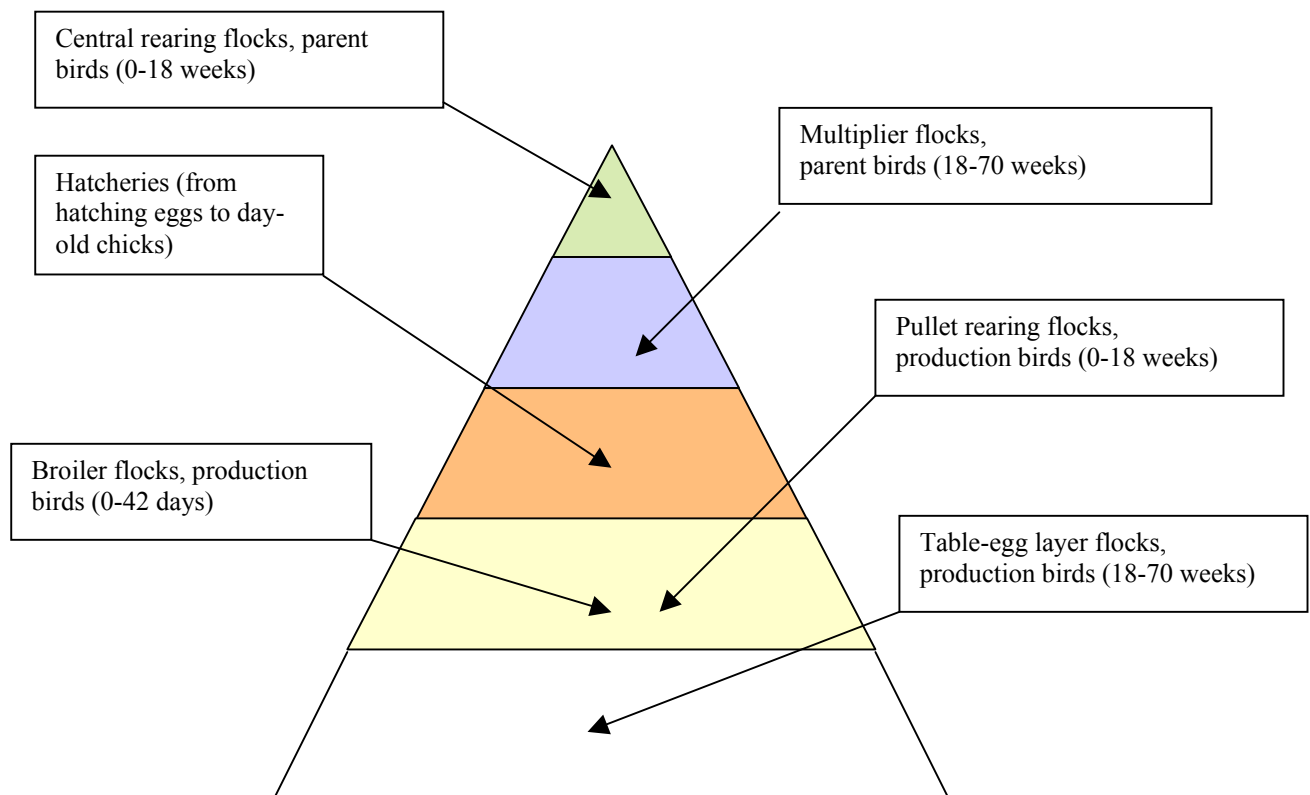 Central rearing flocks, parent
birds (0-18 weeks)
Multiplier flocks,
parent birds (18-70 weeks)
Hatcheries (from
hatching eggs to day-
old chicks)
Pullet rearing flocks,
production birds (0-18 weeks)
Broiler flocks, production
birds (0-42 days)
Table-egg layer flocks,
production birds (18-70 weeks)